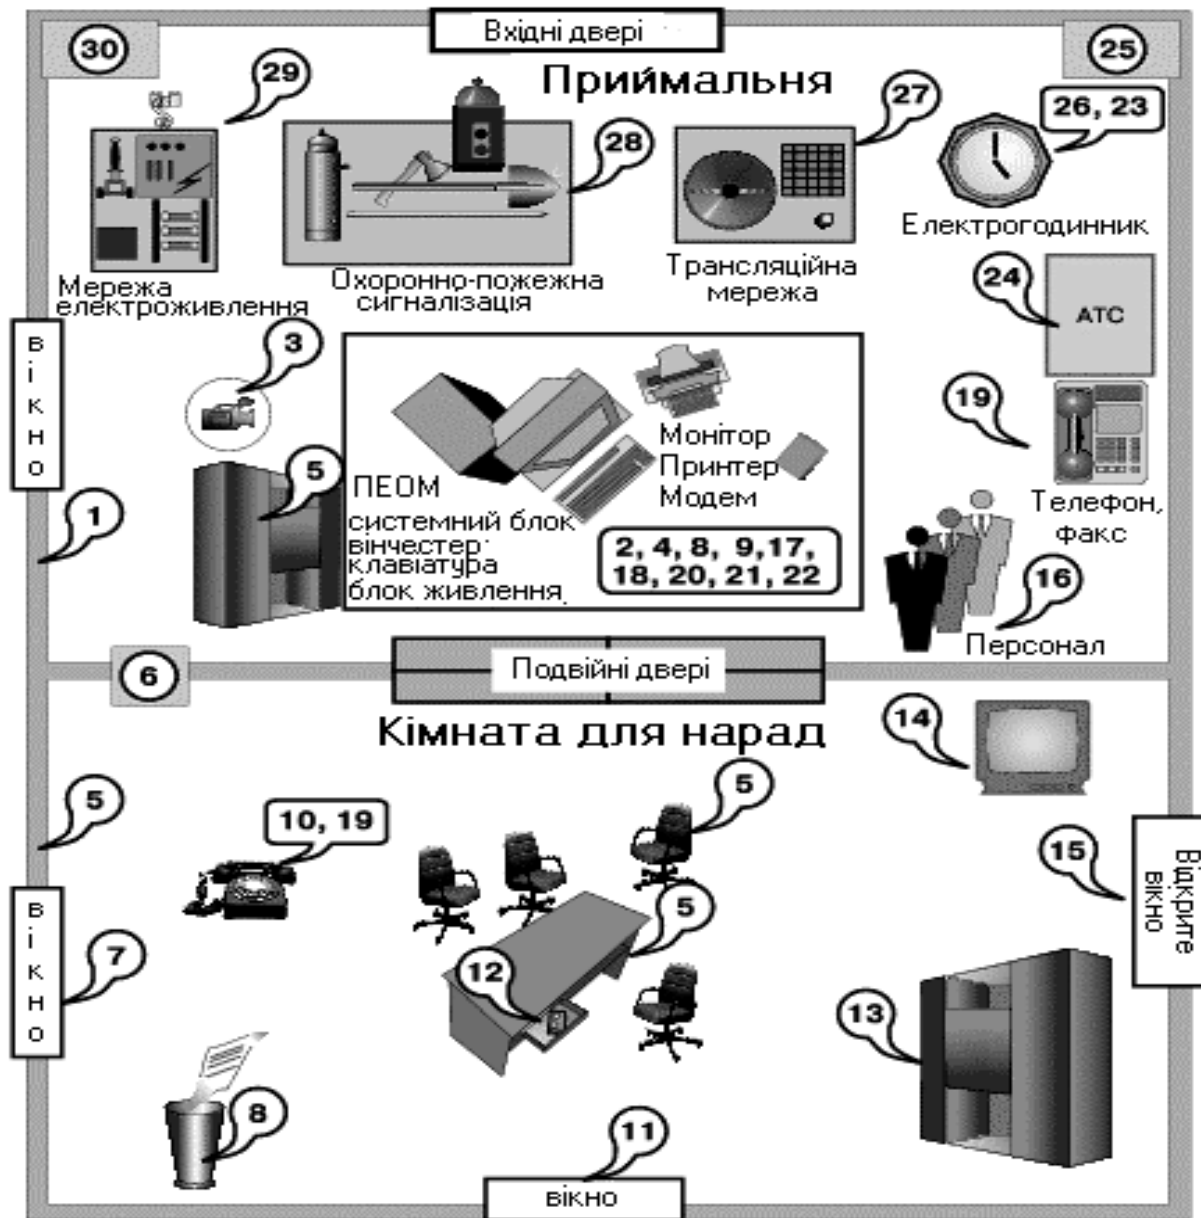 Вхідні двері
30
25
Приймальня
29
28
27
26, 23
Електрогодинник
Мережа
електроживлення
Охоронно-пожежна
сигналізація
Трансляційна
мережа
24
АТС
вікно
3
19
5
ПЕОМ
системний блок
вінчестер
клавіатура
блок живлення
Монітор
Принтер
Модем
2, 4, 8, 9,17,
18, 20, 21, 22
Телефон,
факс
1
16
Персонал
6
Подвійні двері
Кімната для нарад
14
5
10, 19
5
15
Відкрите
вікно
5
вікно
7
12
13
8
11
вікно